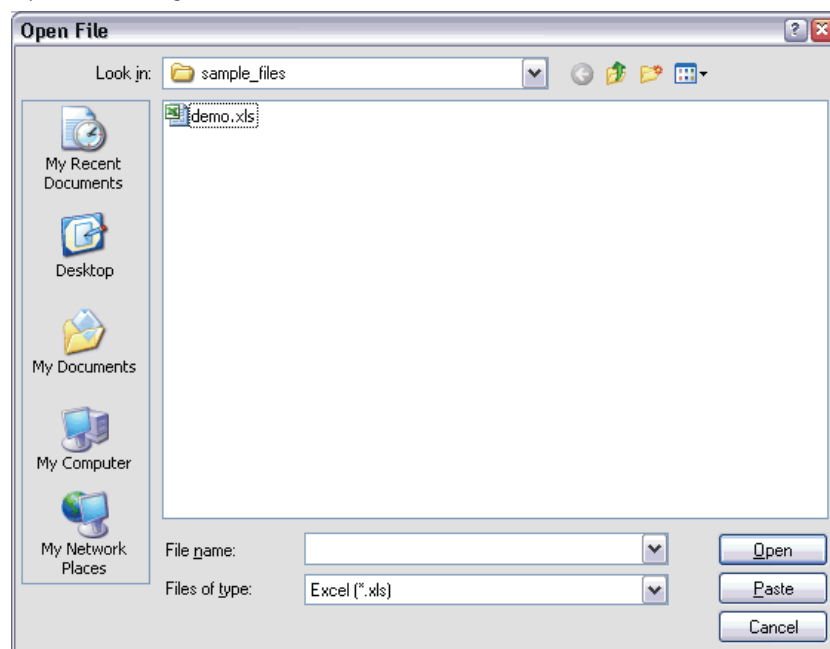 Open File
Look in:
sample_files
demo.xls
My Recent
Documents
Desktop
My Documents
My Computer
My Network
Places
File name:
Open
Files of type:
Excel (*.xls)
Paste
Cancel